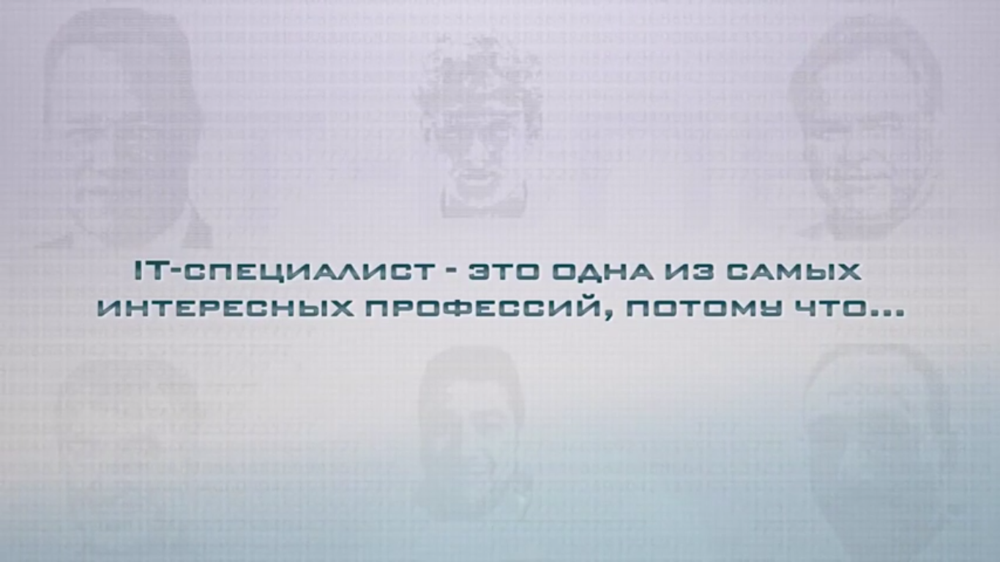 IT-СПЕЦИАЛИСТ - ЭТО ОДНА ИЗ САМЫХ
ИНТЕРЕСНЫХ ПРОФЕССИЙ, ПОТОМУ ЧТО...